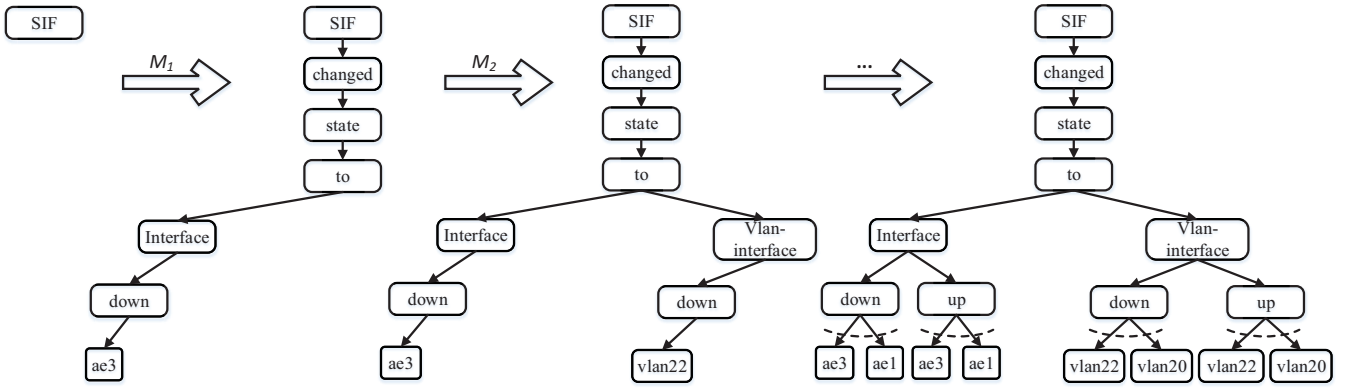 SIF
M1
SIF
changed
state
to
Interface
down
ae3
M2
SIF
changed
state
to
Interface
Vlan-
interface
down
down
ae3
vlan22
...
SIF
changed
state
to
Interface
Vlan-
interface
down
up
down
up
ae3
ae1
ae3
ae1
vlan22
vlan20
vlan22
vlan20